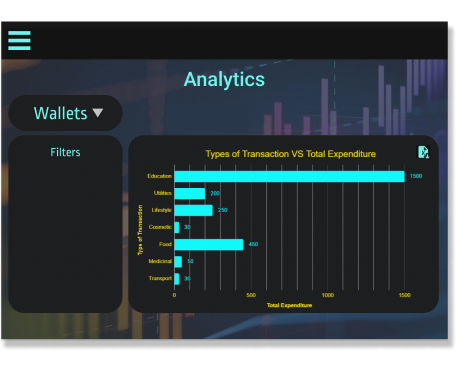 Analytics
Wallets ▼
Filters
Types of Transaction VS Total Expenditure
Type of Transaction
Education 1500
Utilities 200
Lifestyle 250
Cosmetic 30
Food 450
Medicinal 50
Transport 30
0 500 1000 1500
Total Expenditure